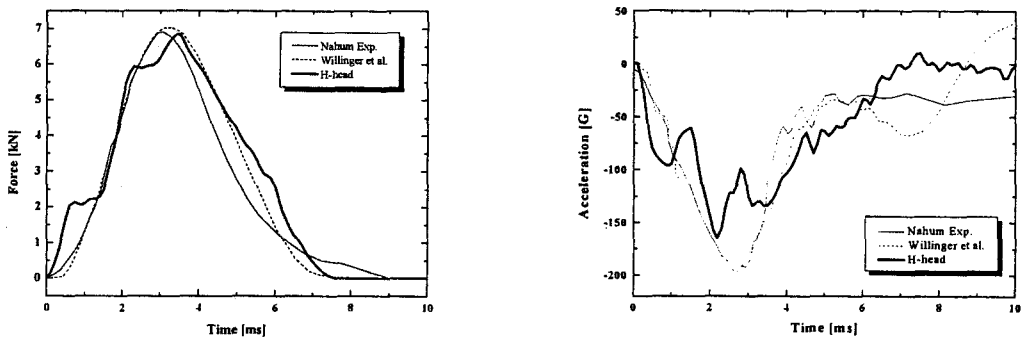 7
6
5
4
3
2
1
0
Force [kN]
Nahum Exp.
Willinger et al.
H-head
0
2
4
6
8
10
Time [ms]
50
0
-50
-100
-150
-200
Acceleration [G]
Nahum Exp.
Willinger et al.
H-head
0
2
4
6
8
10
Time [ms]